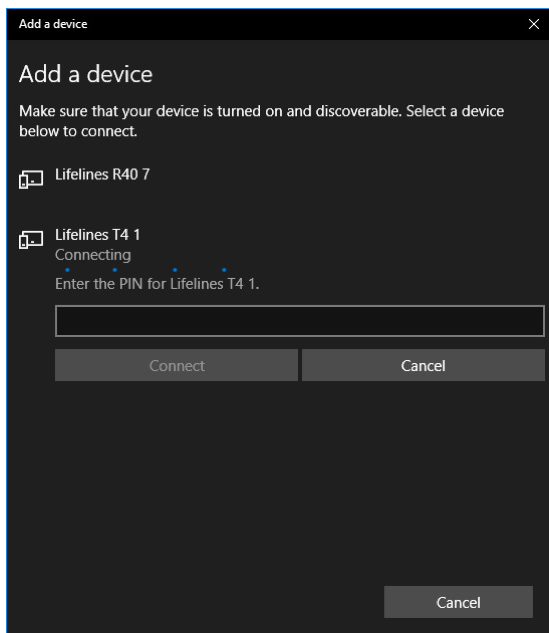 Add a device
Add a device
Make sure that your device is turned on and discoverable. Select a device
below to connect.
Lifelines R40 7
Lifelines T4 1
Connecting
Enter the PIN for Lifelines T4 1.
Connect Cancel
Cancel